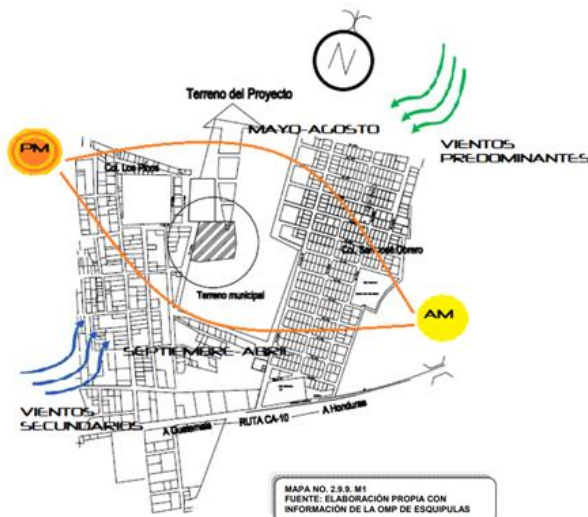 N
Terreno del Proyecto
MAYO-AGOSTO
VIENTOS
PREDOMINANTES
PM
Col. Los Pinos
Col. San José Obrero
Terreno municipal
AM
SEPTIEMBRE-ABRIL
VIENTOS
SECUNDARIOS
A Guatemala
RUTA CA-10
A Honduras
MAPA NO. 2.9.9. M1
FUENTE: ELABORACIÓN PROPIA CON
INFORMACIÓN DE LA OMP DE ESQUIPULAS